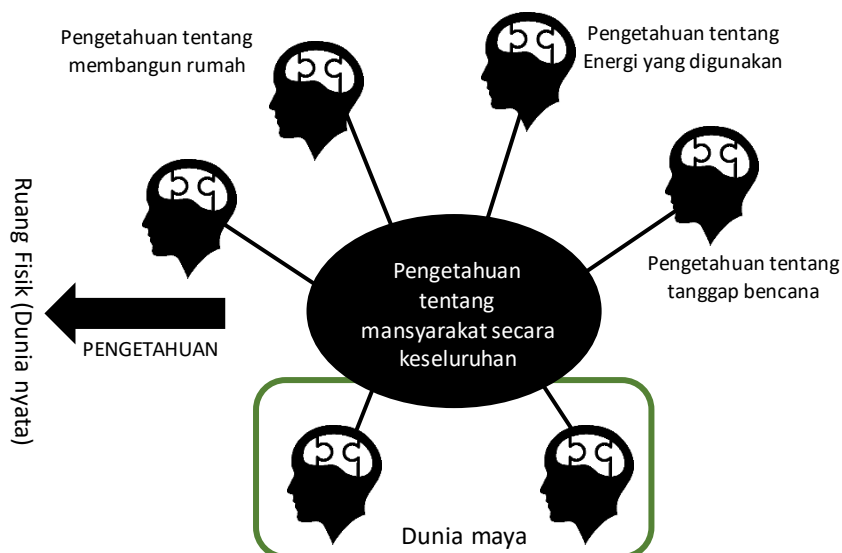 Pengetahuan tentang
membangun rumah
Pengetahuan tentang
Energi yang digunakan
Pengetahuan tentang
tanggap bencana
Pengetahuan
tentang
mansyarakat secara
keseluruhan
Ruang Fisik (Dunia nyata)
PENGETAHUAN
Dunia maya